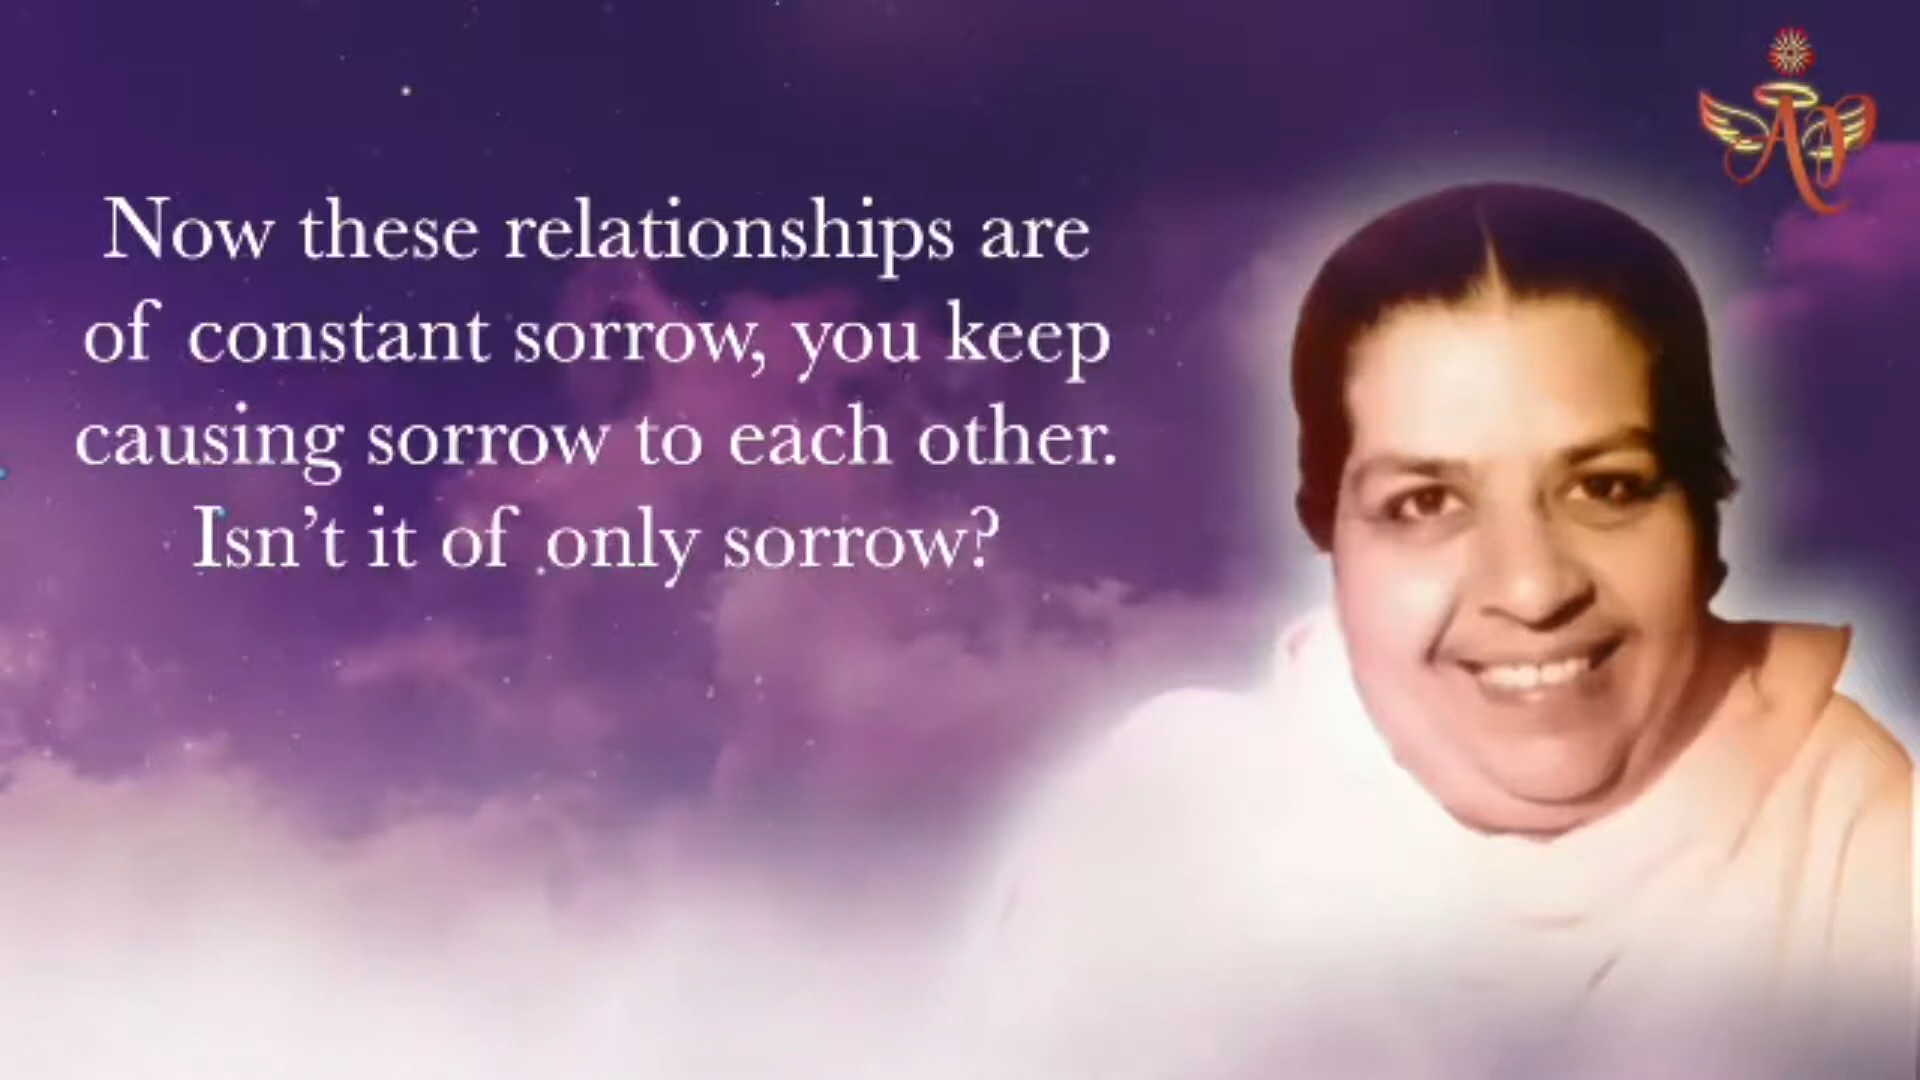 Now these relationships are
of constant sorrow, you keep
causing sorrow to each other.
Isn't it of only sorrow?